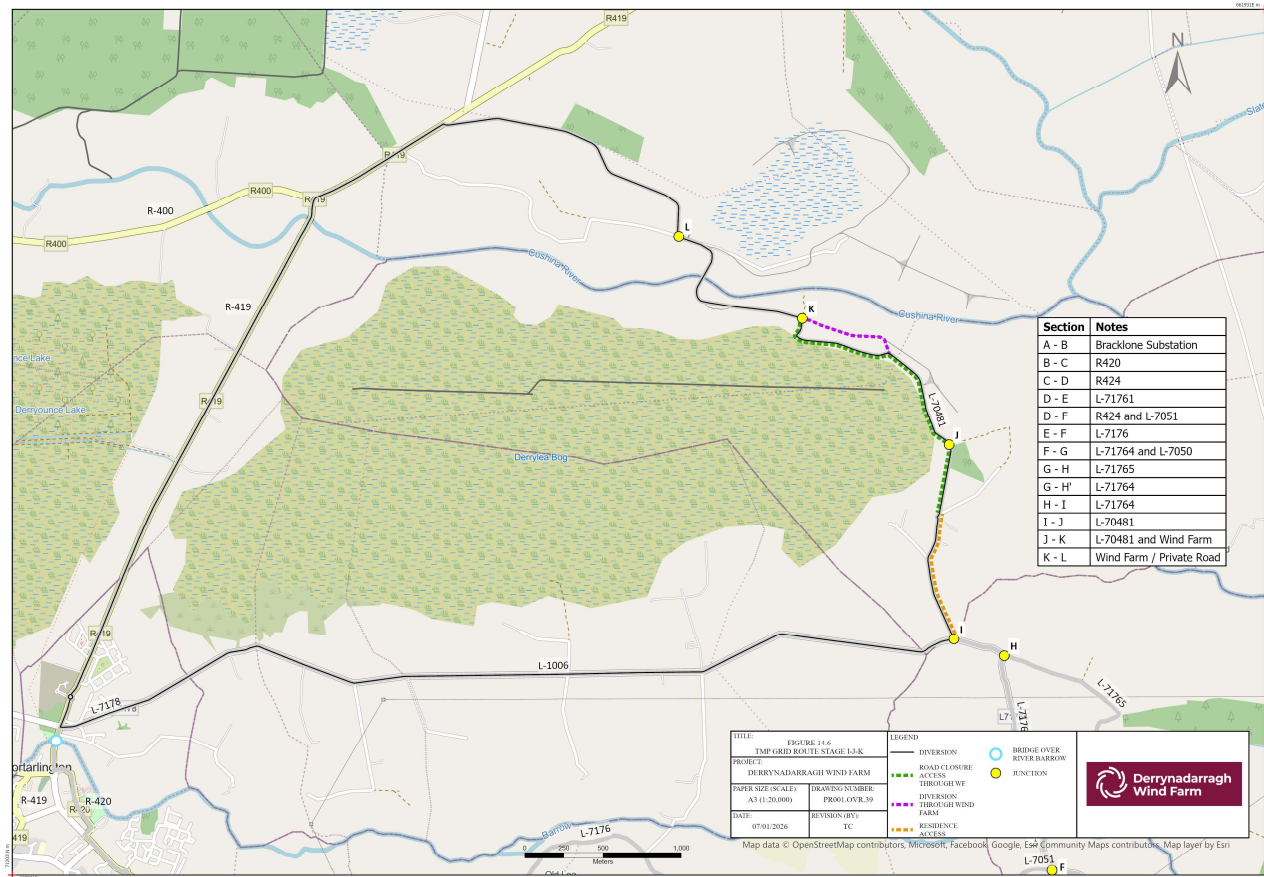 661931E m
R419
N
Slate
R419
R400
R-400
R-419
R400
L
Cushina River
R-419
K
Cushina River
Section Notes
A - B Bracklone Substation
B - C R420
C - D R424
D - E L-71761
D - F R424 and L-7051
E - F L-7176
F - G L-71764 and L-7050
G - H L-71765
G - H' L-71764
H - I L-71764
I - J L-70481
J - K L-70481 and Wind Farm
K - L Wind Farm / Private Road
Derryounce Lake
L-70481
J
Derrylea Bog
R-419
I
H
L-1006
L-7178
L-71765
L-7176
TITLE:
FIGURE 14.6
TMP GRID ROUTE STAGE I-J-K
PROJECT:
DERRYNADARRAGH WIND FARM
PAPER SIZE (SCALE):
A3 (1:20,000)
DRAWING NUMBER:
PR001.OVR.39
DATE:
07/01/2026
REVISION (BY):
TC
LEGEND
DIVERSION
ROAD CLOSURE
ACCESS
THROUGH WF
DIVERSION
THROUGH WIND
FARM
RESIDENCE
ACCESS
BRIDGE OVER
RIVER BARROW
JUNCTION
Derrynadarragh
Wind Farm
ortarlington
R-419
R-420
419
Barrow
L-7176
0 250 500 1,000
Meters
Map data © OpenStreetMap contributors, Microsoft, Facebook, Google, Esri Community Maps contributors, Map layer by Esri
L-7051
F